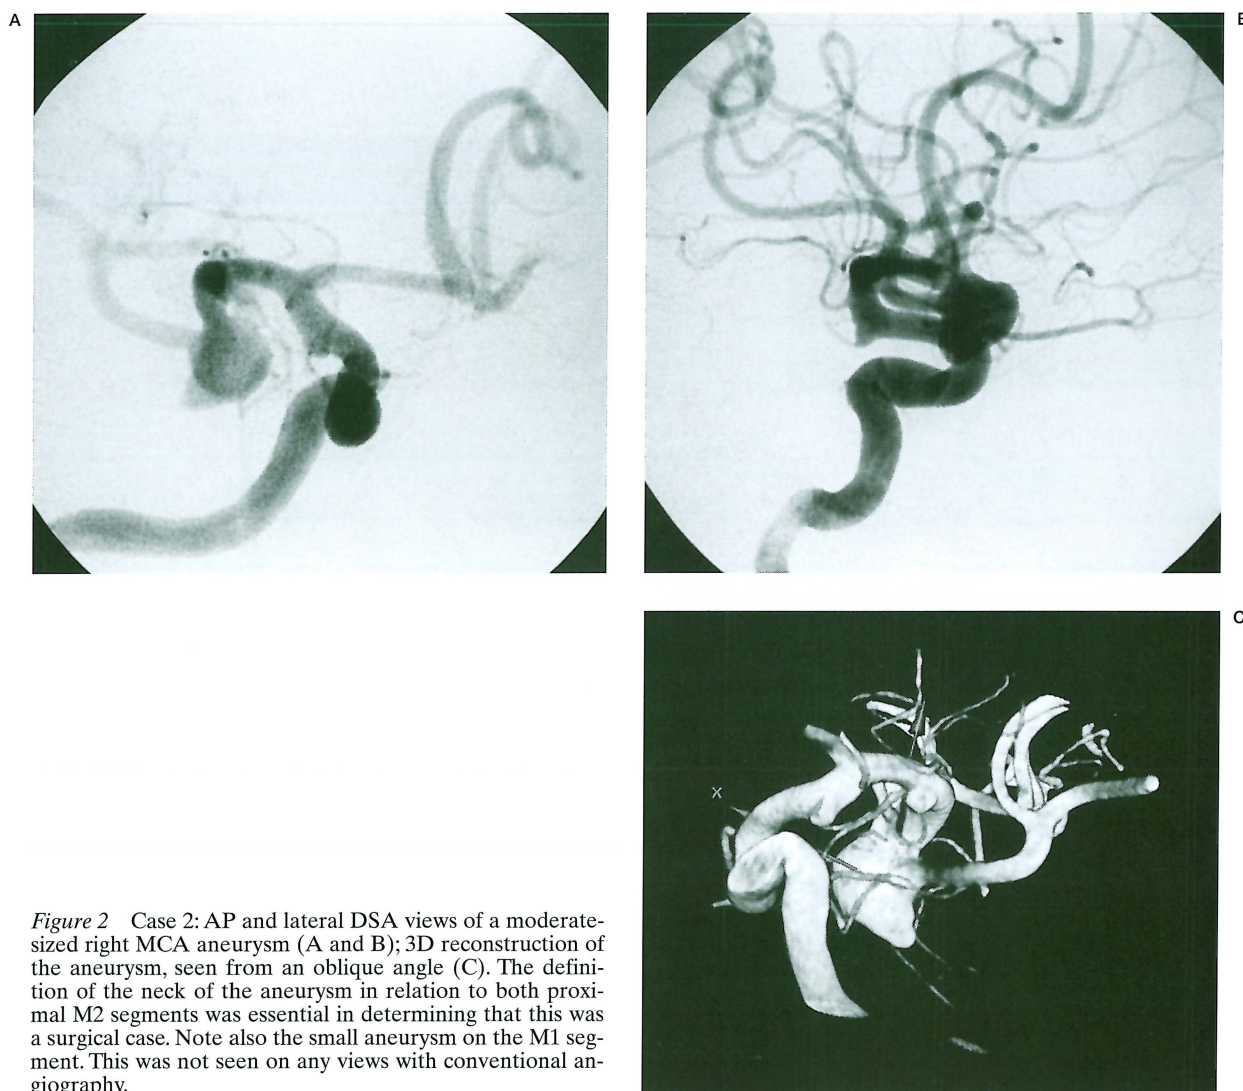 A
B
C
X
Figure 2 Case 2: AP and lateral DSA views of a moderate-
sized right MCA aneurysm (A and B); 3D reconstruction of
the aneurysm, seen from an oblique angle (C). The defini-
tion of the neck of the aneurysm in relation to both proxi-
mal M2 segments was essential in determining that this was
a surgical case. Note also the small aneurysm on the M1 seg-
ment. This was not seen on any views with conventional an-
giography.